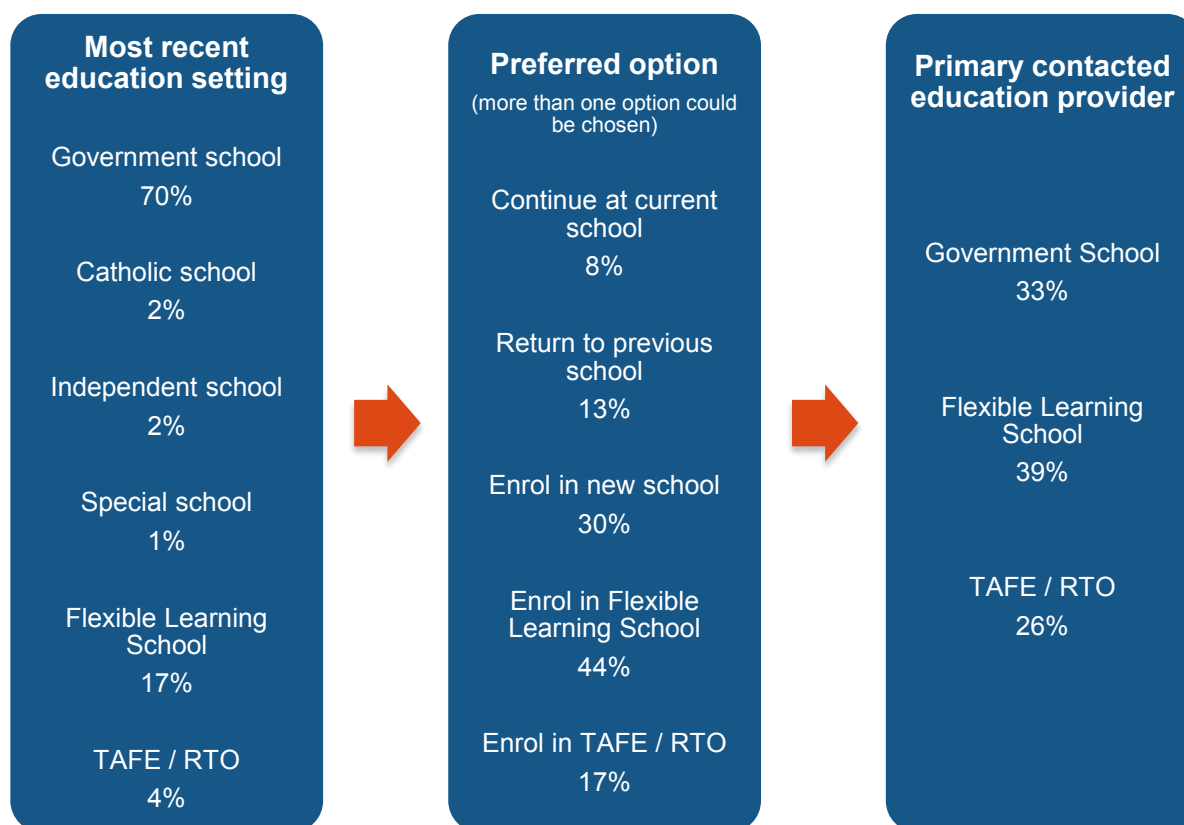 Most recent
education setting
Government school
70%
Catholic school
2%
Independent school
2%
Special school
1%
Flexible Learning
School
17%
TAFE / RTO
4%
Preferred option
(more than one option could
be chosen)
Continue at current
school
8%
Return to previous
school
13%
Enrol in new school
30%
Enrol in Flexible
Learning School
44%
Enrol in TAFE / RTO
17%
Primary contacted
education provider
Government School
33%
Flexible Learning
School
39%
TAFE / RTO
26%